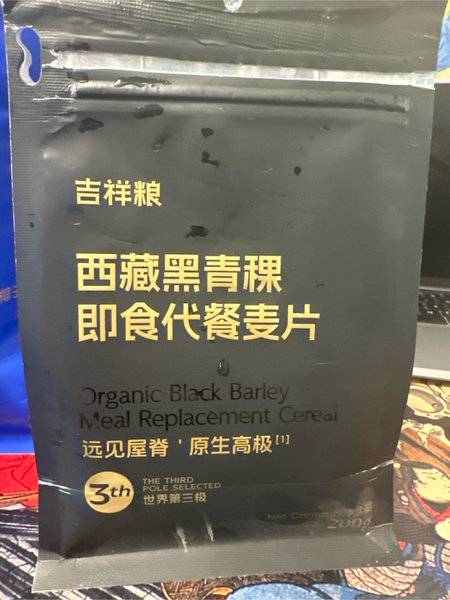 吉祥粮
西藏黑青稞
即食代餐麦片
Organic Black Barley
Meal Replacement Cereal
远见屋脊'原生高极[1]
3th
THE THIRD
POLE SELECTED
世界第三极
200g